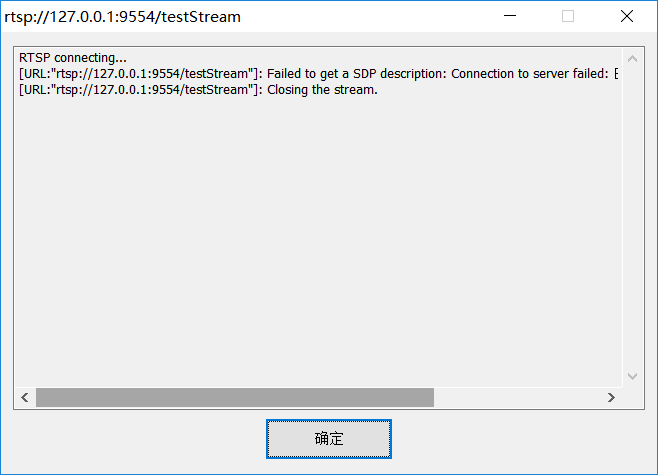 rtsp://127.0.0.1:9554/testStream
RTSP connecting...
[URL:"rtsp://127.0.0.1:9554/testStream"]: Failed to get a SDP description: Connection to server failed:
[URL:"rtsp://127.0.0.1:9554/testStream"]: Closing the stream.
确定